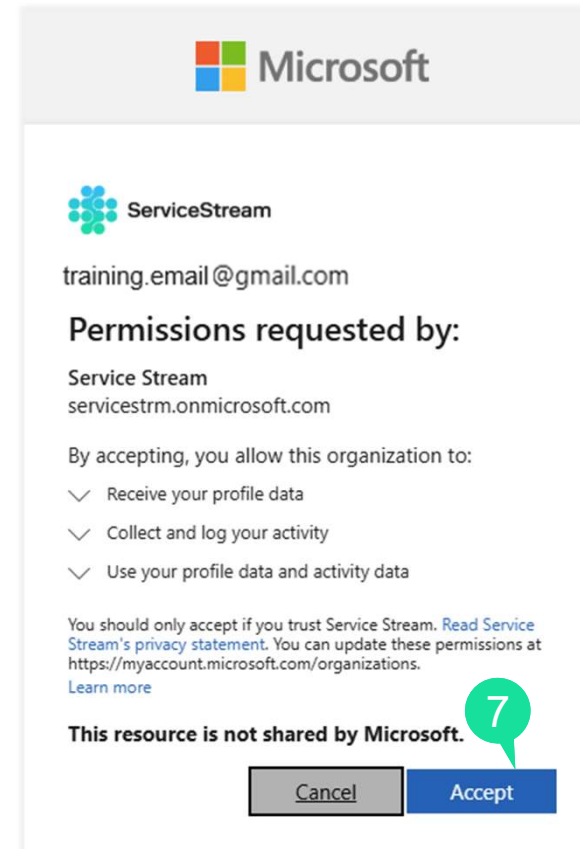 Microsoft
ServiceStream
training.email@gmail.com
Permissions requested by:
Service Stream
servicestrm.onmicrosoft.com
By accepting, you allow this organization to:
Receive your profile data
Collect and log your activity
Use your profile data and activity data
You should only accept if you trust Service Stream. Read Service
Stream's privacy statement. You can update these permissions at
https://myaccount.microsoft.com/organizations.
Learn more
7
This resource is not shared by Microsoft.
Cancel Accept